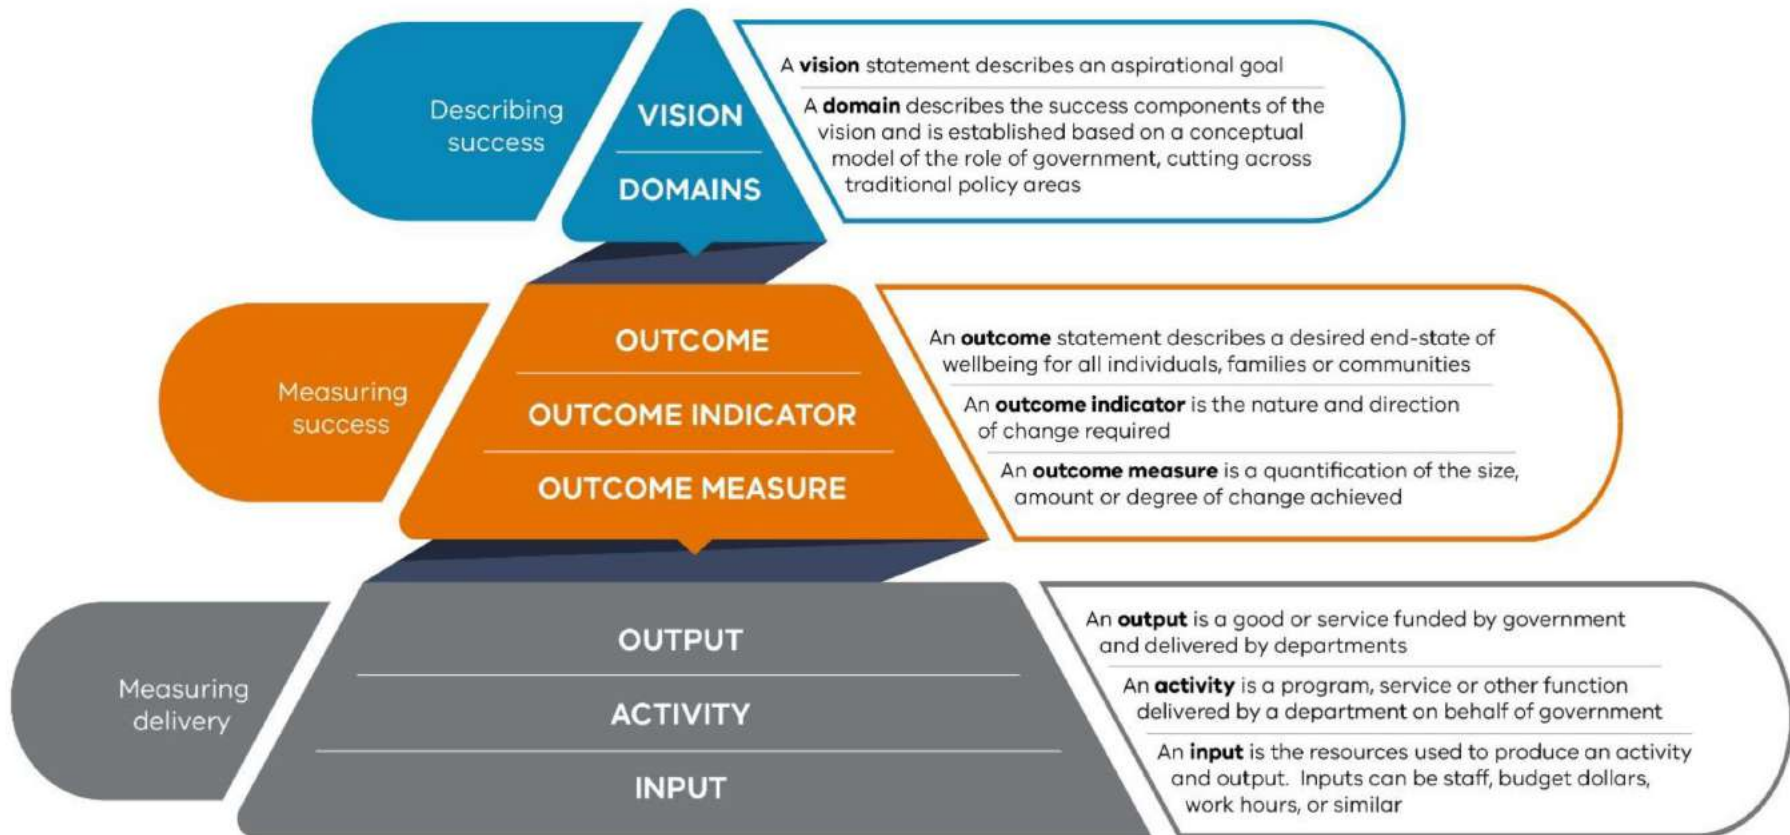 Describing
success
VISION
DOMAINS
A vision statement describes an aspirational goal
A domain describes the success components of the
vision and is established based on a conceptual
model of the role of government, cutting across
traditional policy areas
Measuring
success
OUTCOME
OUTCOME INDICATOR
OUTCOME MEASURE
An outcome statement describes a desired end-state of
wellbeing for all individuals, families or communities
An outcome indicator is the nature and direction
of change required
An outcome measure is a quantification of the size,
amount or degree of change achieved
Measuring
delivery
OUTPUT
ACTIVITY
INPUT
An output is a good or service funded by government
and delivered by departments
An activity is a program, service or other function
delivered by a department on behalf of government
An input is the resources used to produce an activity
and output. Inputs can be staff, budget dollars,
work hours, or similar